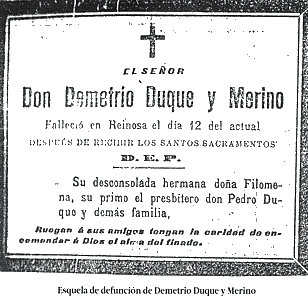 EL SEÑOR
Don Demetrio Duque y Merino
Falleció en Reinosa el día 12 del actual
DESPUÉS DE RECIBIR LOS SANTOS SACRAMENTOS
D. E. P.
Su desconsolada hermana doña Filome-
na, su primo el presbítero don Pedro Du-
que y demás familia,
Ruegan á sus amigos tengan la caridad de en-
comendar á Dios el alma del finado.
Esquela de defunción de Demetrio Duque y Merino